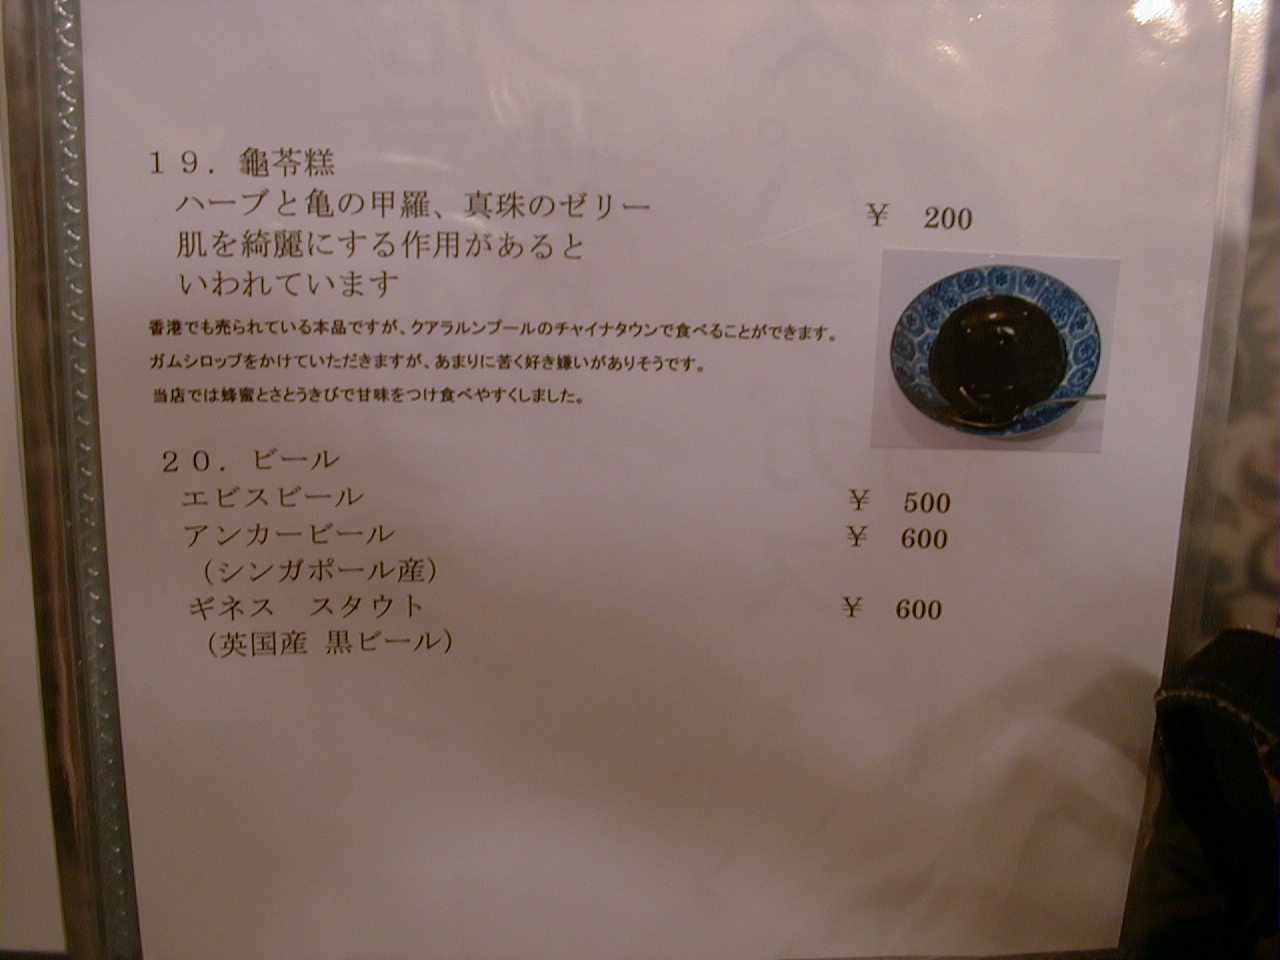 １９．龜苓糕
ハーブと亀の甲羅、真珠のゼリー ￥ 200
肌を綺麗にする作用があると
いわれています
香港でも売られている本品ですが、クアラルンプールのチャイナタウンで食べることができます。
ガムシロップをかけていただきますが、あまりに苦く好き嫌いがありそうです。
当店では蜂蜜とさとうきびで甘味をつけ食べやすくしました。
２０．ビール
エビスビール ￥ 500
アンカービール ￥ 600
（シンガポール産）
ギネス　スタウト ￥ 600
（英国産 黒ビール）